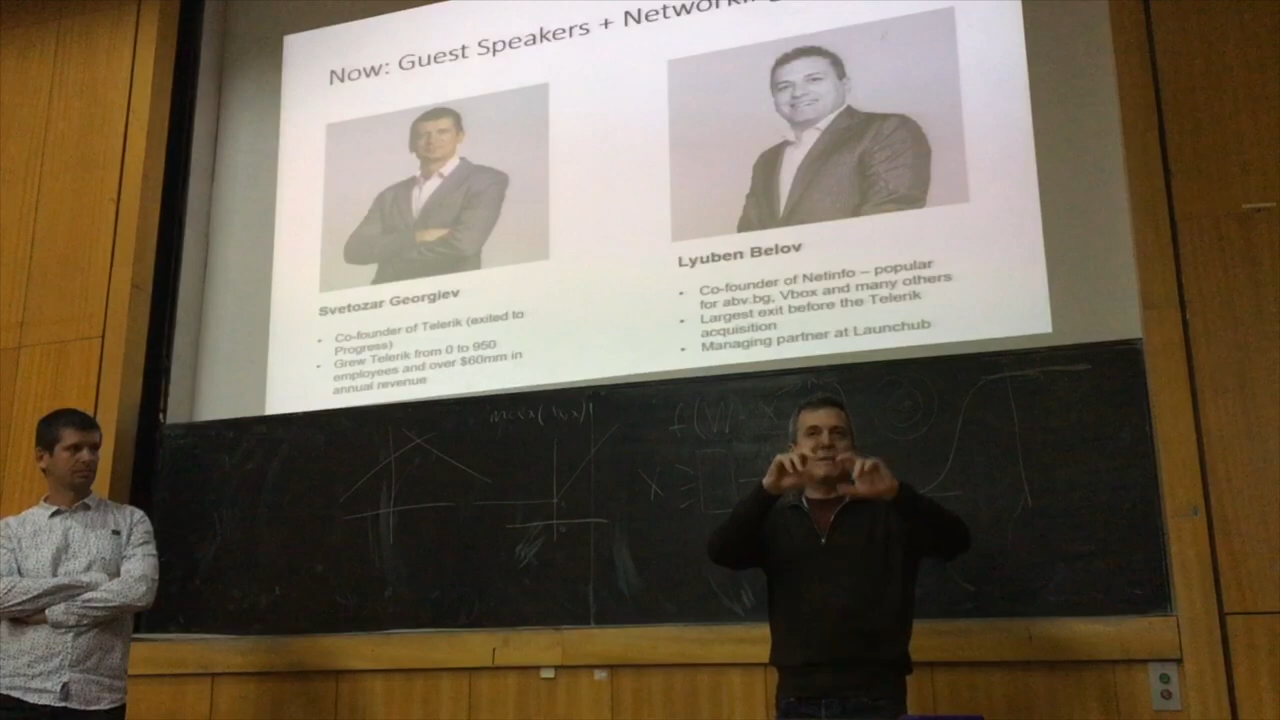 Now: Guest Speakers + Networking
Svetozar Georgiev
• Co-founder of Telerik (exited to
Progress)
• Grew Telerik from 0 to 950
employees and over $60mm in
annual revenue
Lyuben Belov
• Co-founder of Netinfo – popular
for abv.bg, Vbox and many others
• Largest exit before the Telerik
acquisition
• Managing partner at Launchub
max(
x